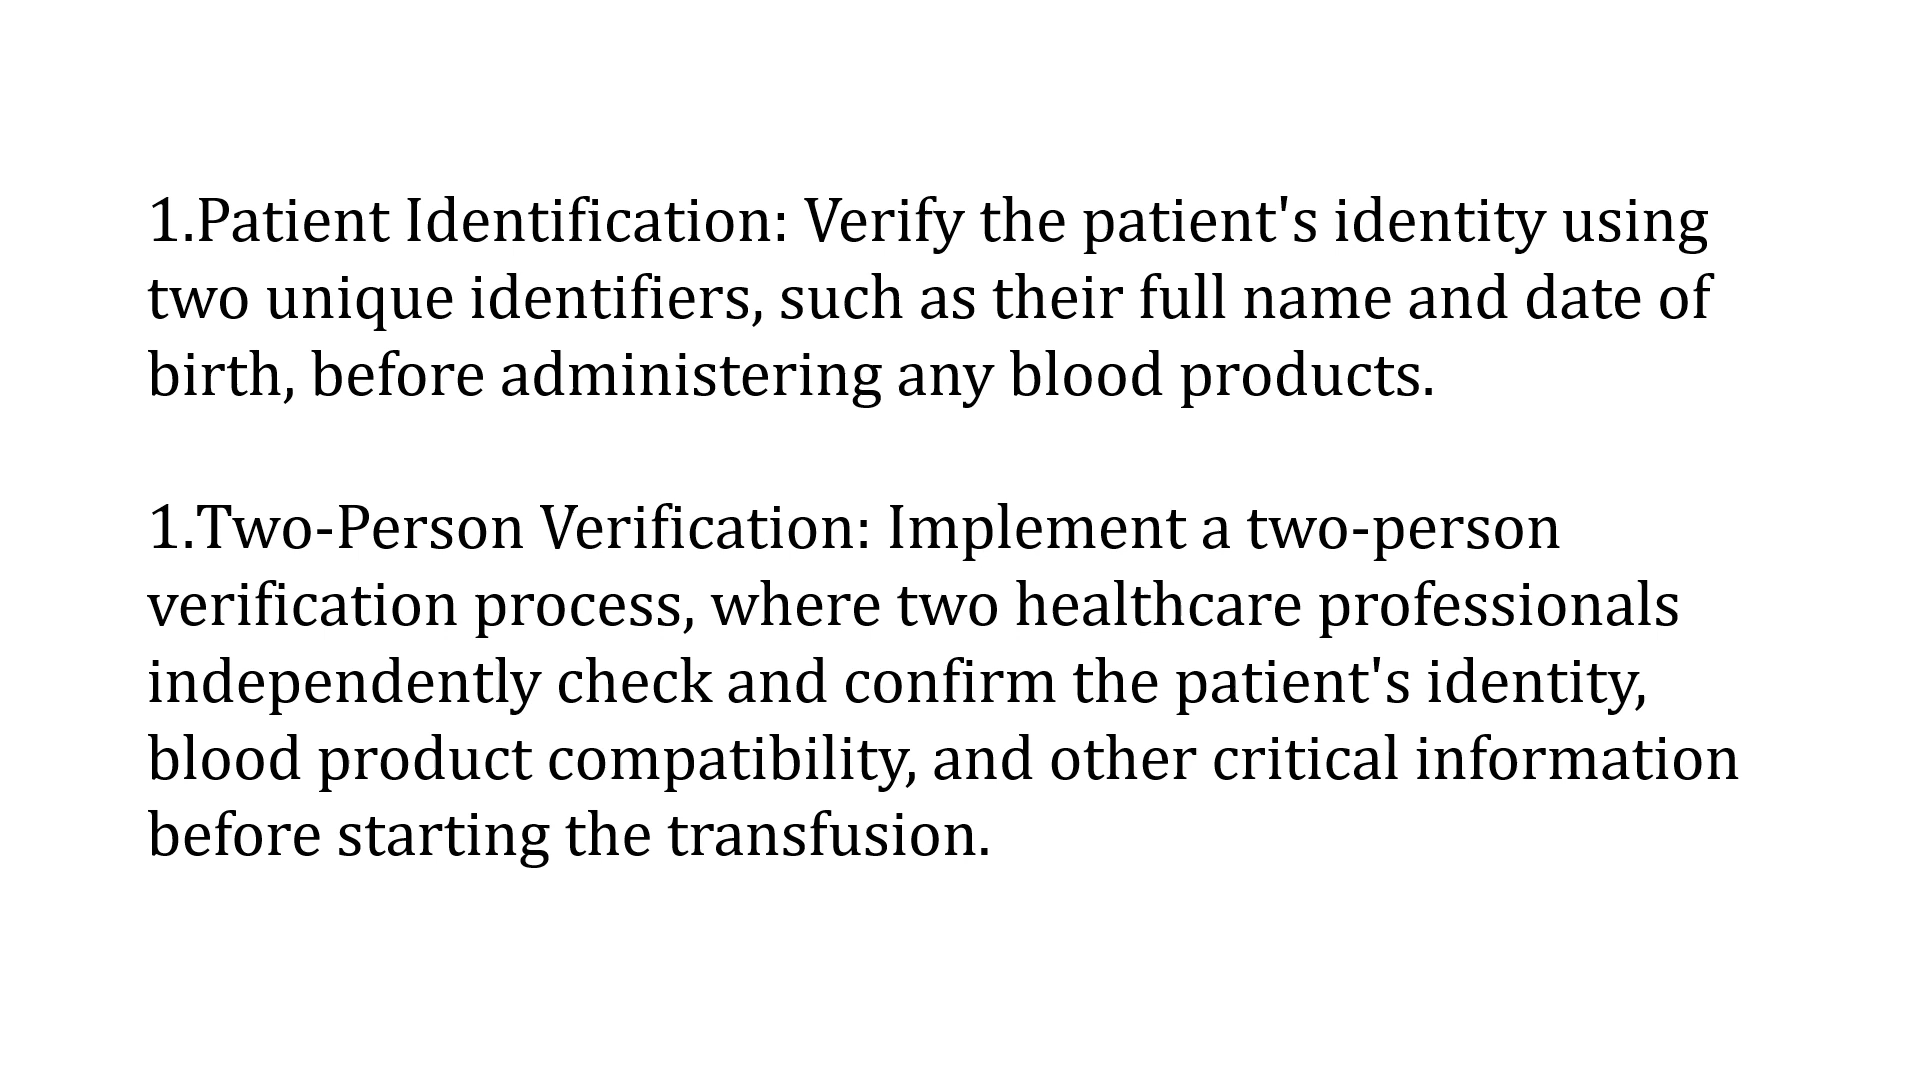 1.Patient Identification: Verify the patient's identity using
two unique identifiers, such as their full name and date of
birth, before administering any blood products.
1.Two-Person Verification: Implement a two-person
verification process, where two healthcare professionals
independently check and confirm the patient's identity,
blood product compatibility, and other critical information
before starting the transfusion.